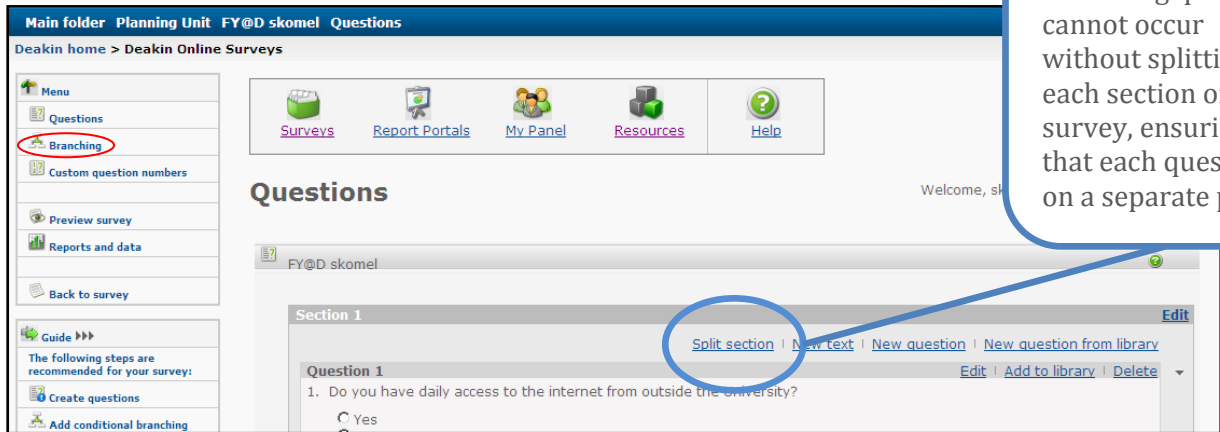 Main folder Planning Unit FY@D skomel Questions
Deakin home > Deakin Online Surveys
cannot occur
without
each section
survey,
that each
on a separate
Menu
Questions
Branching
Custom question numbers
Preview survey
Reports and data
Back to survey
Surveys Report Portals My Panel Resources Help
Questions
Welcome,
FY@D skomel
Section 1 Edit
Split section | New text | New question | New question from library
Question 1 Edit | Add to library | Delete
1. Do you have daily access to the internet from outside the University?
Yes
Guide
The following steps are
recommended for your survey:
Create questions
Add conditional branching